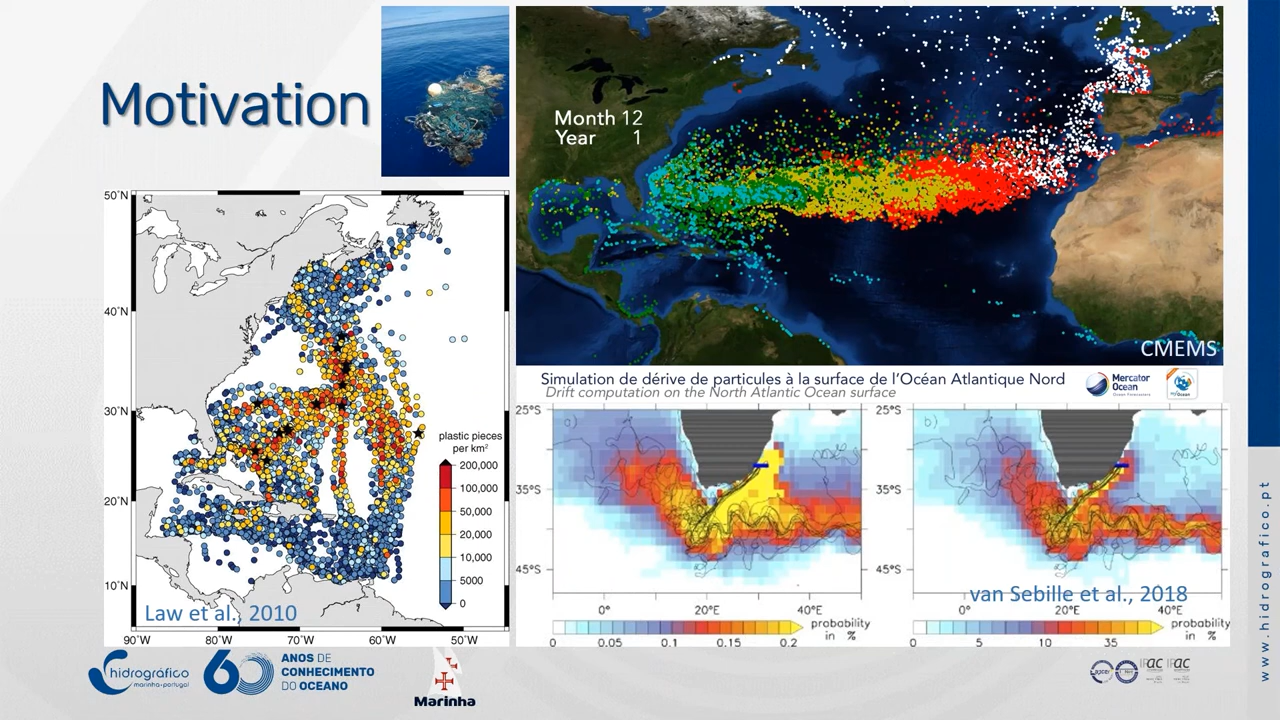 Motivation
Month 12
Year 1
CMEMS
Simulation de dérive de particules à la surface de l'Océan Atlantique Nord
Drift computation on the North Atlantic Ocean surface
Mercator
Ocean
50°N
40°N
30°N
20°N
10°N
90°W
80°W
70°W
60°W
50°W
plastic pieces
per km²
200,000
100,000
50,000
20,000
10,000
5000
0
Law et al., 2010
25°S
35°S
45°S
0°
20°E
40°E
0
0.05
0.1
0.15
0.2
probability
in %
25°S
b)
35°S
45°S
0°
20°E
40°E
0
5
10
35
probability
in %
van Sebille et al., 2018
hidrográfico
marinha-portugal
60
ANOS DE
CONHECIMENTO
DO OCEANO
Marinha
www.hidrografico.pt